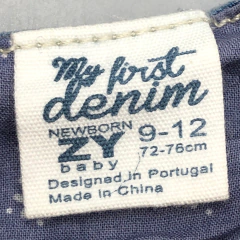 My first
denim
NEWBORN
ZY 9-12
baby 72-76cm
Designed in Portugal
Made in China